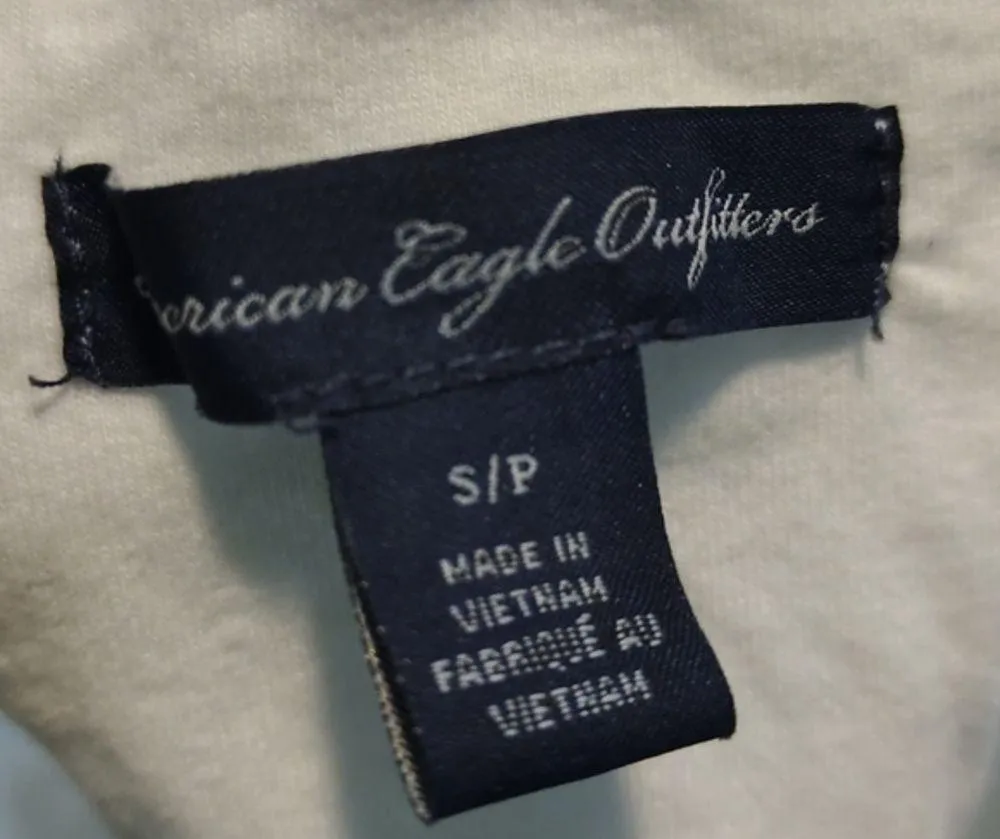 erican Eagle Outfitters
S/P
MADE IN
VIETNAM
FABRIQUÉ AU
VIETNAM